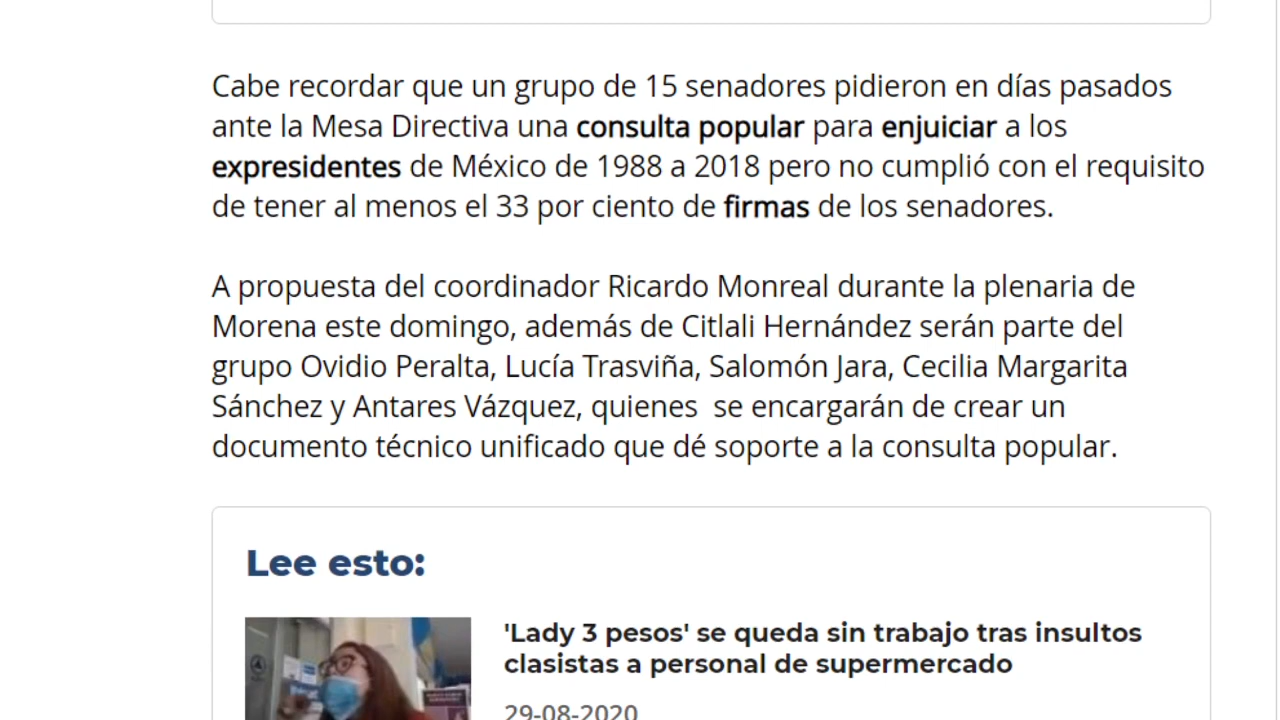 Cabe recordar que un grupo de 15 senadores pidieron en días pasados
ante la Mesa Directiva una consulta popular para enjuiciar a los
expresidentes de México de 1988 a 2018 pero no cumplió con el requisito
de tener al menos el 33 por ciento de firmas de los senadores.
A propuesta del coordinador Ricardo Monreal durante la plenaria de
Morena este domingo, además de Citlali Hernández serán parte del
grupo Ovidio Peralta, Lucía Trasviña, Salomón Jara, Cecilia Margarita
Sánchez y Antares Vázquez, quienes  se encargarán de crear un
documento técnico unificado que dé soporte a la consulta popular.
Lee esto:
'Lady 3 pesos' se queda sin trabajo tras insultos
clasistas a personal de supermercado
29-08-2020